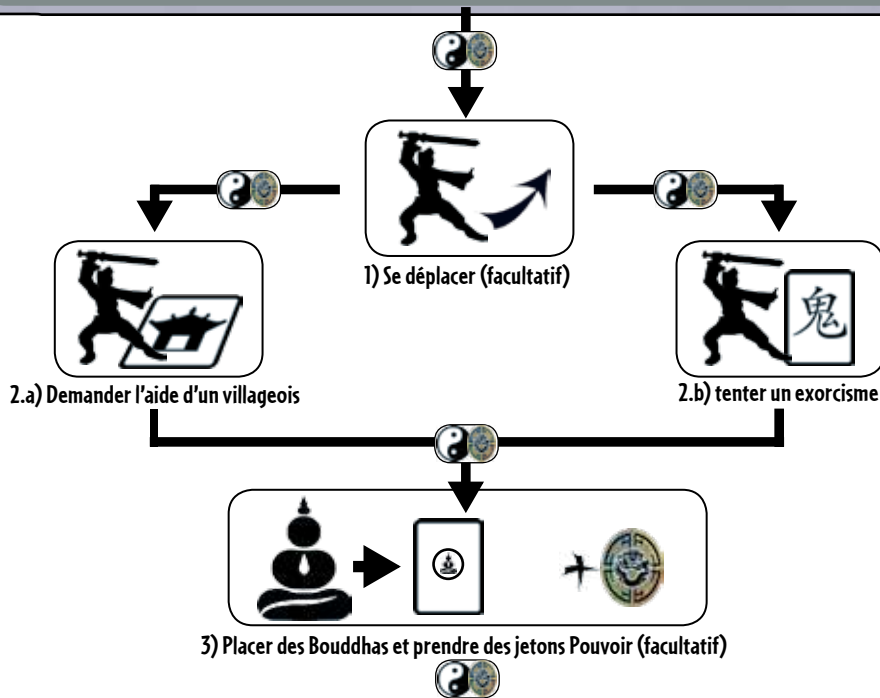 1) Se déplacer (facultatif)
鬼
2.a) Demander l'aide d'un villageois
2.b) tenter un exorcisme
3) Placer des Bouddhas et prendre des jetons Pouvoir (facultatif)